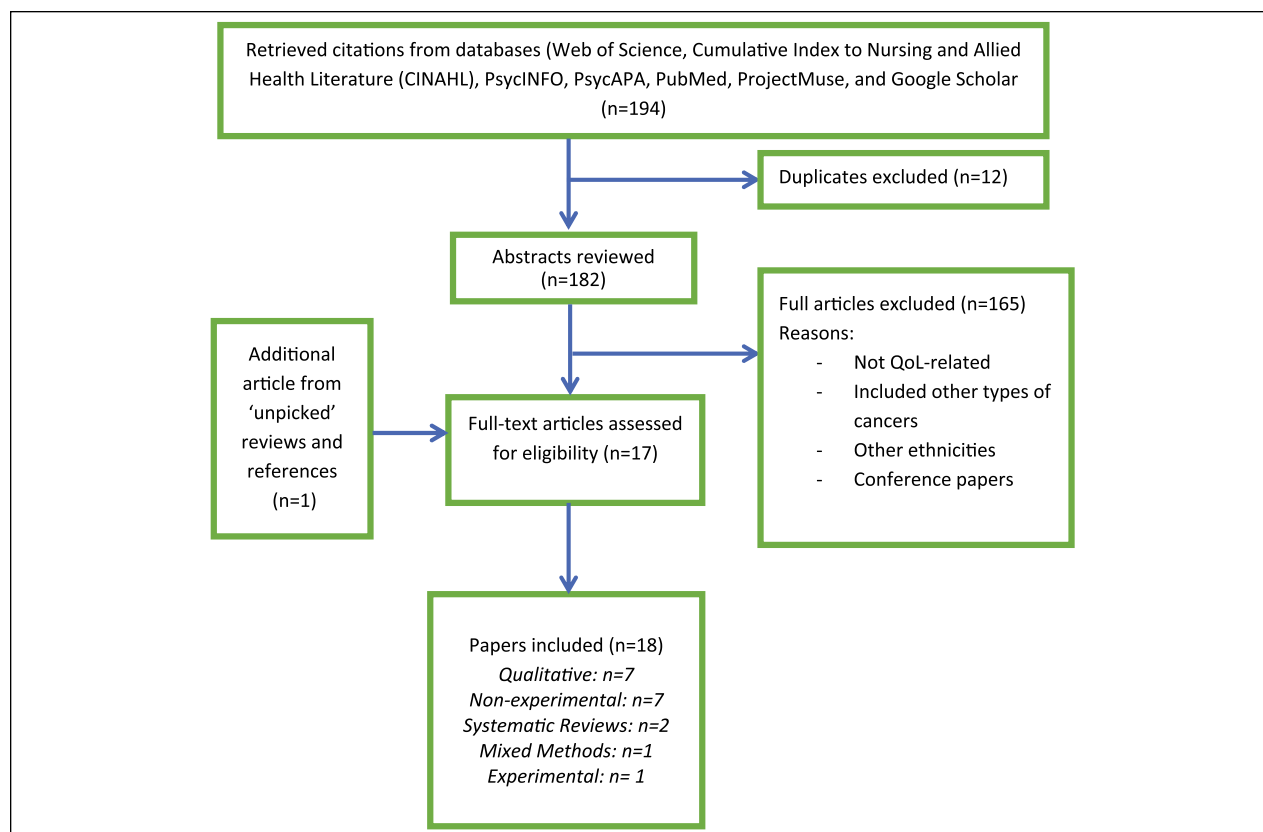 Retrieved citations from databases (Web of Science, Cumulative Index to Nursing and Allied
Health Literature (CINAHL), PsycINFO, PsycAPA, PubMed, ProjectMuse, and Google Scholar
(n=194)
Duplicates excluded (n=12)
Abstracts reviewed
(n=182)
Full articles excluded (n=165)
Reasons:
- Not QoL-related
- Included other types of
cancers
- Other ethnicities
- Conference papers
Additional
article from
‘unpicked’
reviews and
references
(n=1)
Full-text articles assessed
for eligibility (n=17)
Papers included (n=18)
Qualitative: n=7
Non-experimental: n=7
Systematic Reviews: n=2
Mixed Methods: n=1
Experimental: n= 1